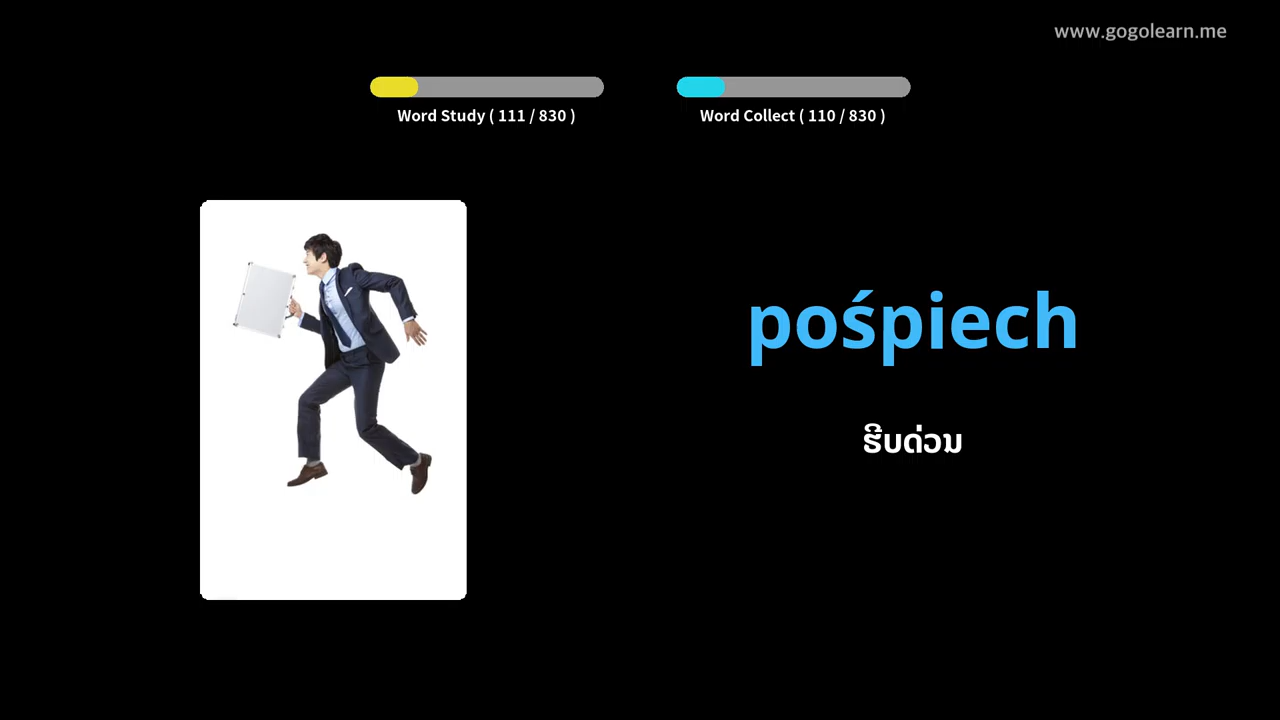 www.gogolearn.me
Word Study ( 111 / 830 )
Word Collect ( 110 / 830 )
pośpiech
ຮີບດ່ວນ